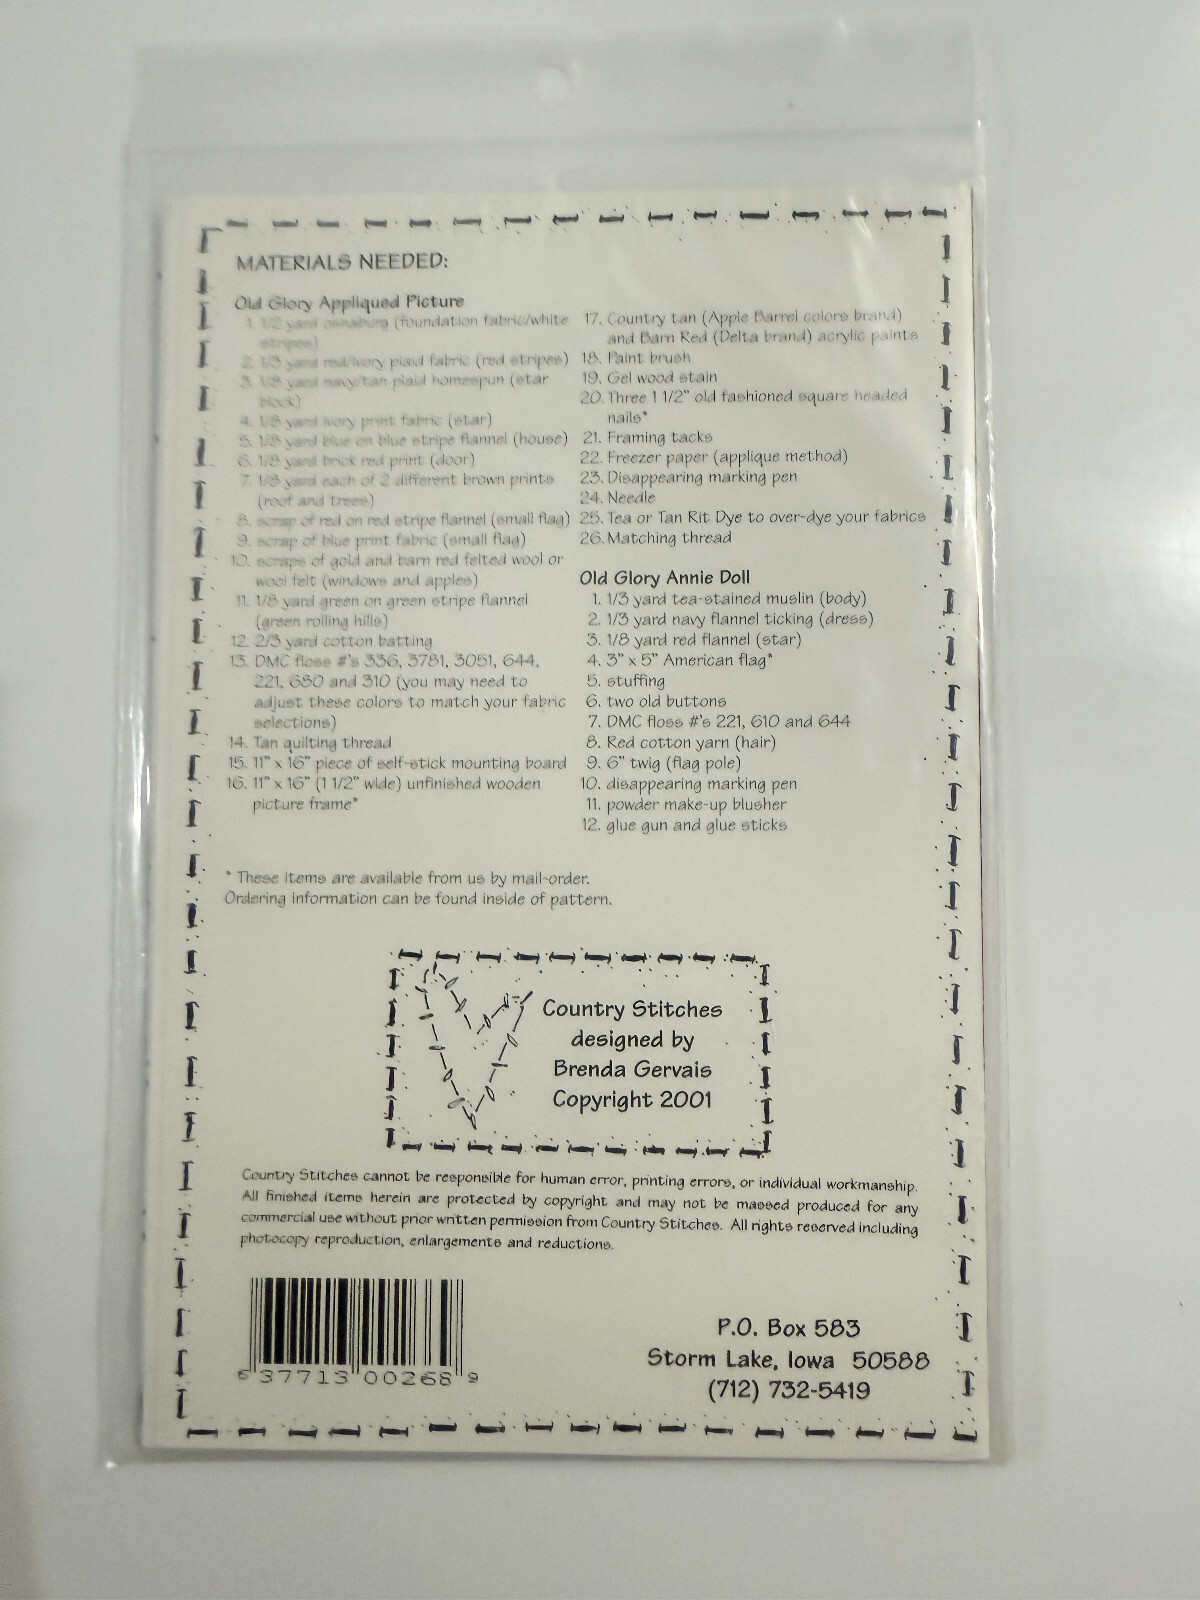 MATERIALS NEEDED:
Old Glory Appliqued Picture
1. 1/2 yard osnaburg (foundation fabric/white
stripes)
2. 1/3 yard red/ivory plaid fabric (red stripes)
3. 1/8 yard navy/tan plaid homespun (star
block)
4. 1/8 yard ivory print fabric (star)
5. 1/8 yard blue on blue stripe flannel (house)
6. 1/8 yard brick red print (door)
7. 1/8 yard each of 2 different brown prints
(roof and trees)
8. scrap of red on red stripe flannel (small flag)
9. scrap of blue print fabric (small flag)
10. scraps of gold and barn red felted wool or
wool felt (windows and apples)
11. 1/8 yard green on green stripe flannel
(green rolling hills)
12. 2/3 yard cotton batting
13. DMC floss #'s 336, 3781, 3051, 644,
221, 680 and 310 (you may need to
adjust these colors to match your fabric
selections)
14. Tan quilting thread
15. 11" x 16" piece of self-stick mounting board
16. 11" x 16" (1 1/2" wide) unfinished wooden
picture frame*
17. Country tan (Apple Barrel colors brand)
and Barn Red (Delta brand) acrylic paints
18. Paint brush
19. Gel wood stain
20. Three 1 1/2" old fashioned square headed
nails*
21. Framing tacks
22. Freezer paper (applique method)
23. Disappearing marking pen
24. Needle
25. Tea or Tan Rit Dye to over-dye your fabrics
26. Matching thread
Old Glory Annie Doll
1. 1/3 yard tea-stained muslin (body)
2. 1/3 yard navy flannel ticking (dress)
3. 1/8 yard red flannel (star)
4. 3" x 5" American flag*
5. stuffing
6. two old buttons
7. DMC floss #'s 221, 610 and 644
8. Red cotton yarn (hair)
9. 6" twig (flag pole)
10. disappearing marking pen
11. powder make-up blusher
12. glue gun and glue sticks
* These items are available from us by mail-order.
Ordering information can be found inside of pattern.
Country Stitches
designed by
Brenda Gervais
Copyright 2001
Country Stitches cannot be responsible for human error, printing errors, or individual workmanship.
All finished items herein are protected by copyright and may not be massed produced for any
commercial use without prior written permission from Country Stitches. All rights reserved including
photocopy reproduction, enlargements and reductions.
6 37713 00268 9
P.O. Box 583
Storm Lake, Iowa 50588
(712) 732-5419